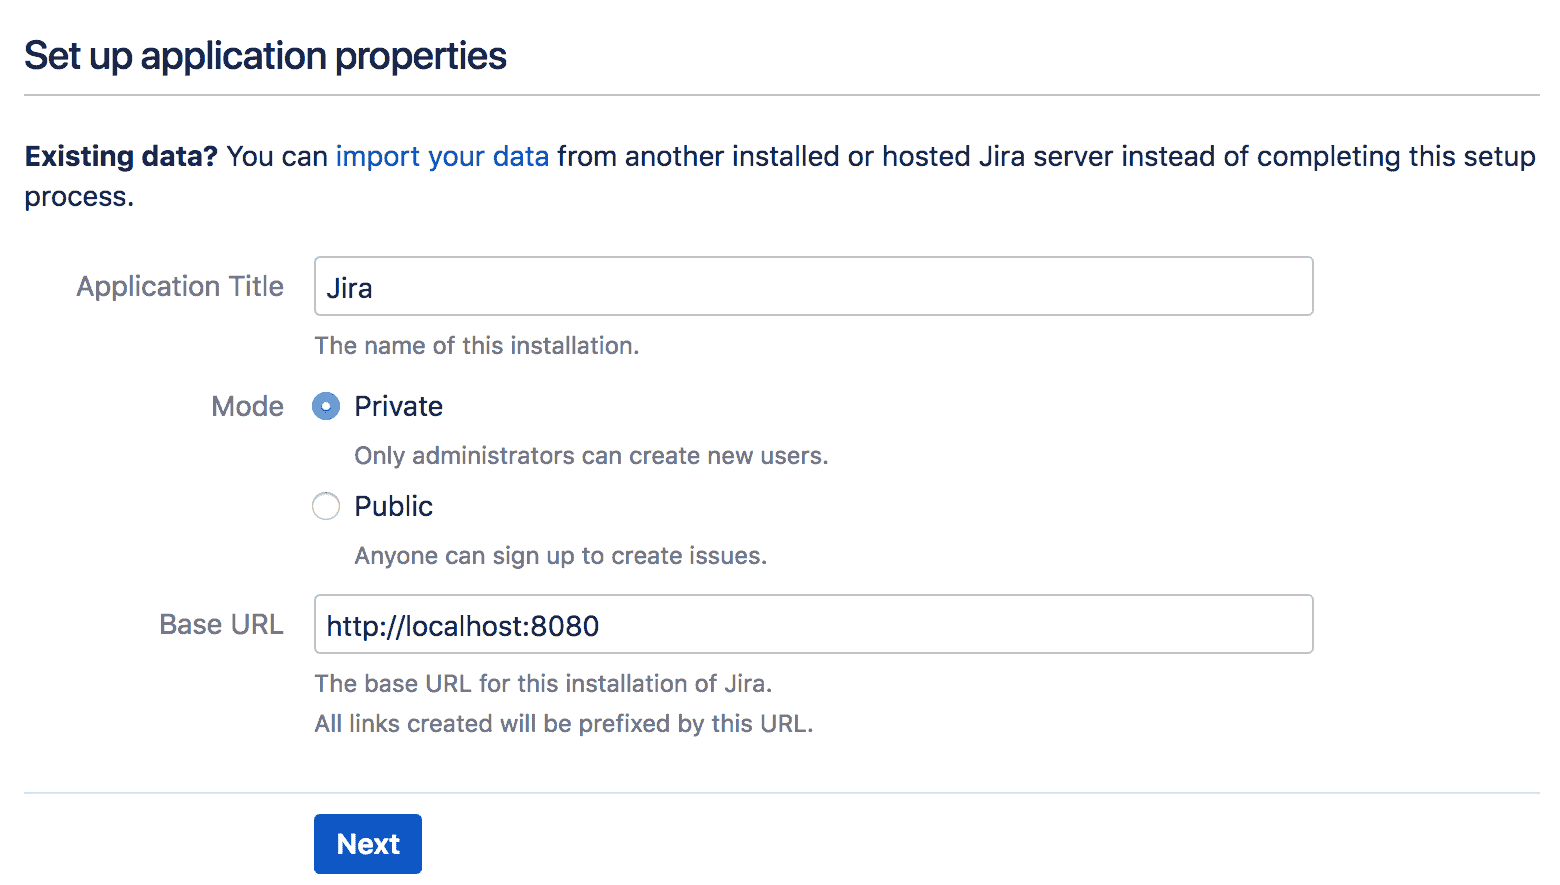 Set up application properties
Existing data? You can import your data from another installed or hosted Jira server instead of completing this setup
process.
Application Title
Jira
The name of this installation.
Mode
Private
Only administrators can create new users.
Public
Anyone can sign up to create issues.
Base URL
http://localhost:8080
The base URL for this installation of Jira.
All links created will be prefixed by this URL.
Next